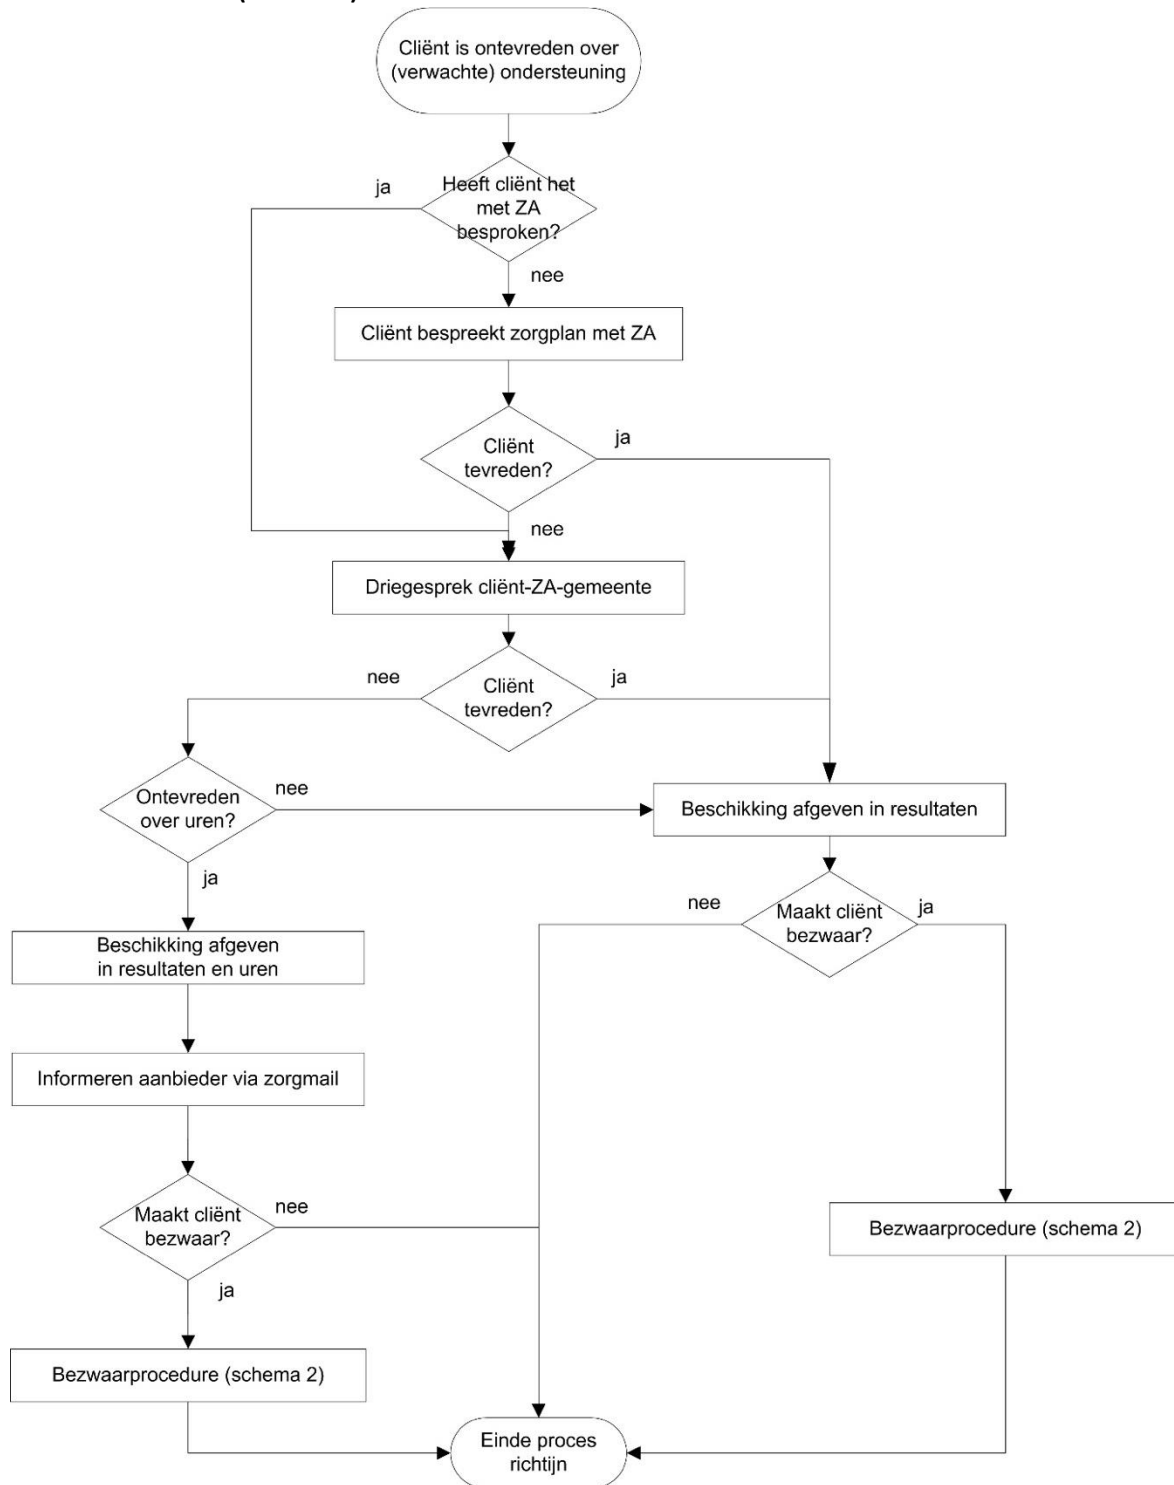 Cliënt is ontevreden over
(verwachte) ondersteuning
ja
Heeft cliënt het
met ZA
besproken?
nee
Cliënt bespreekt zorgplan met ZA
Cliënt
tevreden?
ja
nee
Driegesprek cliënt-ZA-gemeente
nee
Cliënt
tevreden?
ja
Ontevreden
over uren?
nee
Beschikking afgeven in resultaten
ja
nee
Maakt cliënt
bezwaar?
ja
Beschikking afgeven
in resultaten en uren
Informeren aanbieder via zorgmail
Maakt cliënt
bezwaar?
nee
Bezwaarprocedure (schema 2)
ja
Bezwaarprocedure (schema 2)
Einde proces
richtijn